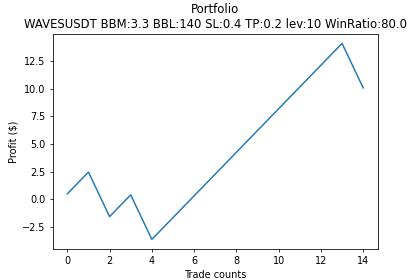 Portfolio
WAVESUSDT BBM:3.3 BBL:140 SL:0.4 TP:0.2 lev:10 WinRatio:80.0
12.5
10.0
7.5
5.0
2.5
0.0
−2.5
Profit ($)
0 2 4 6 8 10 12 14
Trade counts